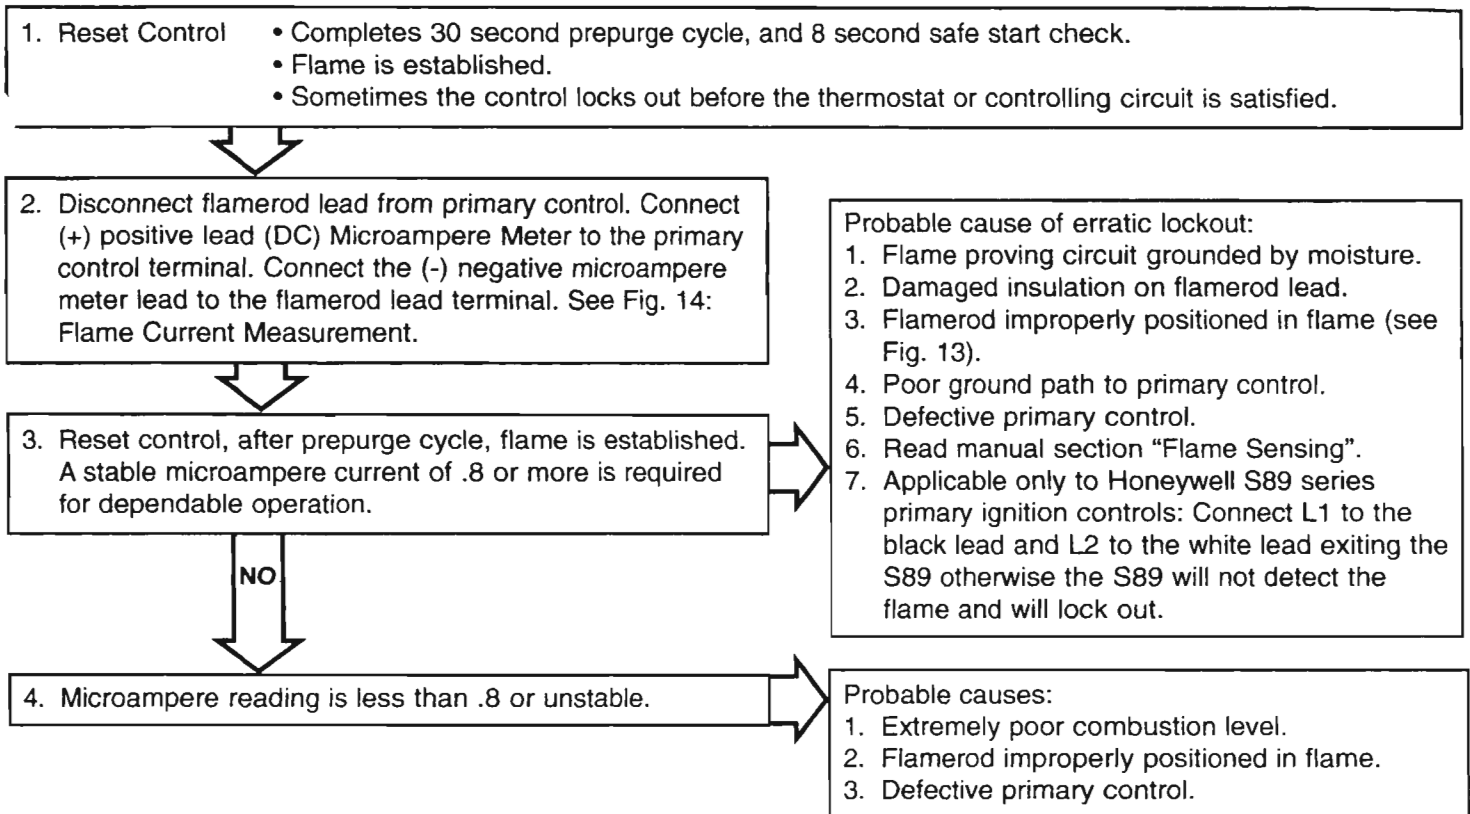 1. Reset Control • Completes 30 second prepurge cycle, and 8 second safe start check.
• Flame is established.
• Sometimes the control locks out before the thermostat or controlling circuit is satisfied.
2. Disconnect flamerod lead from primary control. Connect
(+) positive lead (DC) Microampere Meter to the primary
control terminal. Connect the (-) negative microampere
meter lead to the flamerod lead terminal. See Fig. 14:
Flame Current Measurement.
3. Reset control, after prepurge cycle, flame is established.
A stable microampere current of .8 or more is required
for dependable operation.
Probable cause of erratic lockout:
1. Flame proving circuit grounded by moisture.
2. Damaged insulation on flamerod lead.
3. Flamerod improperly positioned in flame (see
Fig. 13).
4. Poor ground path to primary control.
5. Defective primary control.
6. Read manual section “Flame Sensing”.
7. Applicable only to Honeywell S89 series
primary ignition controls: Connect L1 to the
black lead and L2 to the white lead exiting the
S89 otherwise the S89 will not detect the
flame and will lock out.
NO
4. Microampere reading is less than .8 or unstable.
Probable causes:
1. Extremely poor combustion level.
2. Flamerod improperly positioned in flame.
3. Defective primary control.